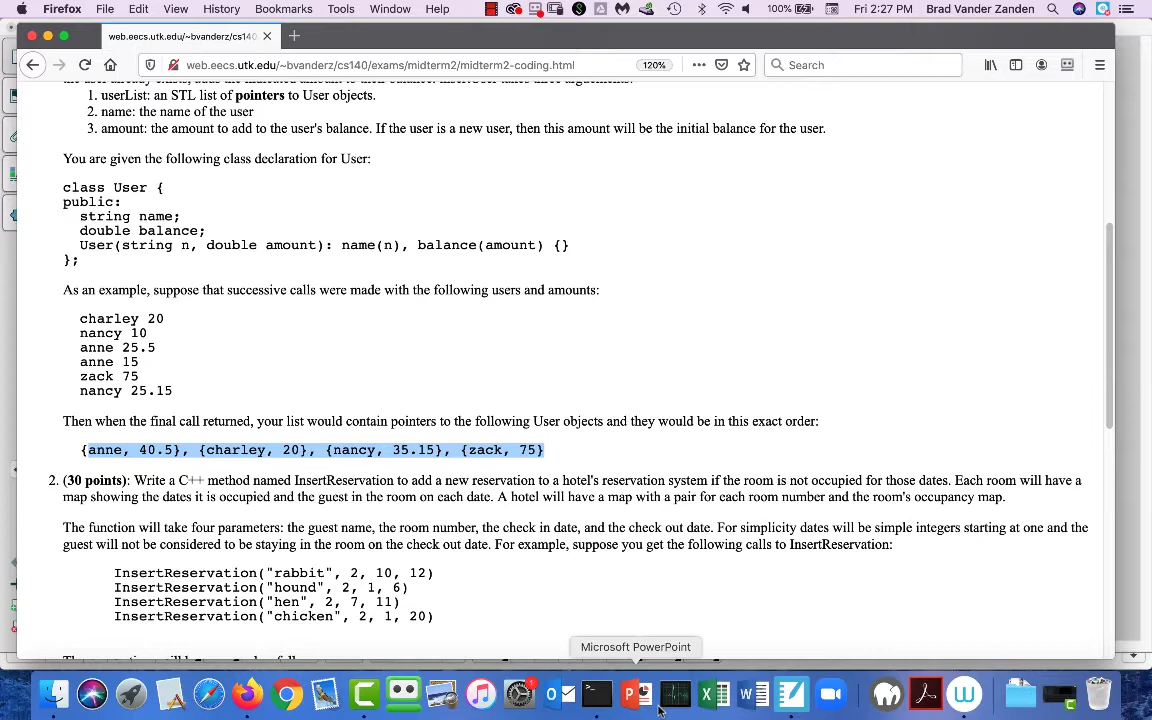 Firefox File Edit View History Bookmarks Tools Window Help 100% Fri 2:27 PM Brad Vander Zanden
web.eecs.utk.edu/~bvanderz/cs140
web.eecs.utk.edu/~bvanderz/cs140/exams/midterm2/midterm2-coding.html 120% Search
1. userList: an STL list of pointers to User objects.
2. name: the name of the user
3. amount: the amount to add to the user's balance. If the user is a new user, then this amount will be the initial balance for the user.
You are given the following class declaration for User:
class User {
public:
string name;
double balance;
User(string n, double amount): name(n), balance(amount) {}
};
As an example, suppose that successive calls were made with the following users and amounts:
charley 20
nancy 10
anne 25.5
anne 15
zack 75
nancy 25.15
Then when the final call returned, your list would contain pointers to the following User objects and they would be in this exact order:
{anne, 40.5}, {charley, 20}, {nancy, 35.15}, {zack, 75}
2. (30 points): Write a C++ method named InsertReservation to add a new reservation to a hotel's reservation system if the room is not occupied for those dates. Each room will have a
map showing the dates it is occupied and the guest in the room on each date. A hotel will have a map with a pair for each room number and the room's occupancy map.
The function will take four parameters: the guest name, the room number, the check in date, and the check out date. For simplicity dates will be simple integers starting at one and the
guest will not be considered to be staying in the room on the check out date. For example, suppose you get the following calls to InsertReservation:
InsertReservation("rabbit", 2, 10, 12)
InsertReservation("hound", 2, 1, 6)
InsertReservation("hen", 2, 7, 11)
InsertReservation("chicken", 2, 1, 20)
Microsoft PowerPoint